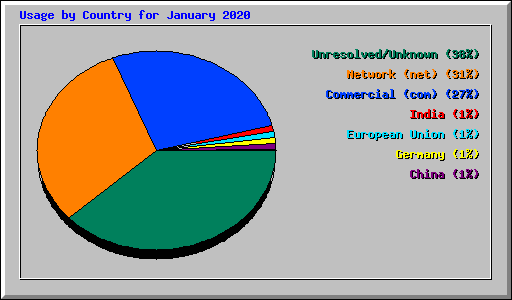 Usage by Country for January 2020
Unresolved/Unknown (38%)
Network (net) (31%)
Commercial (com) (27%)
India (1%)
European Union (1%)
Germany (1%)
China (1%)